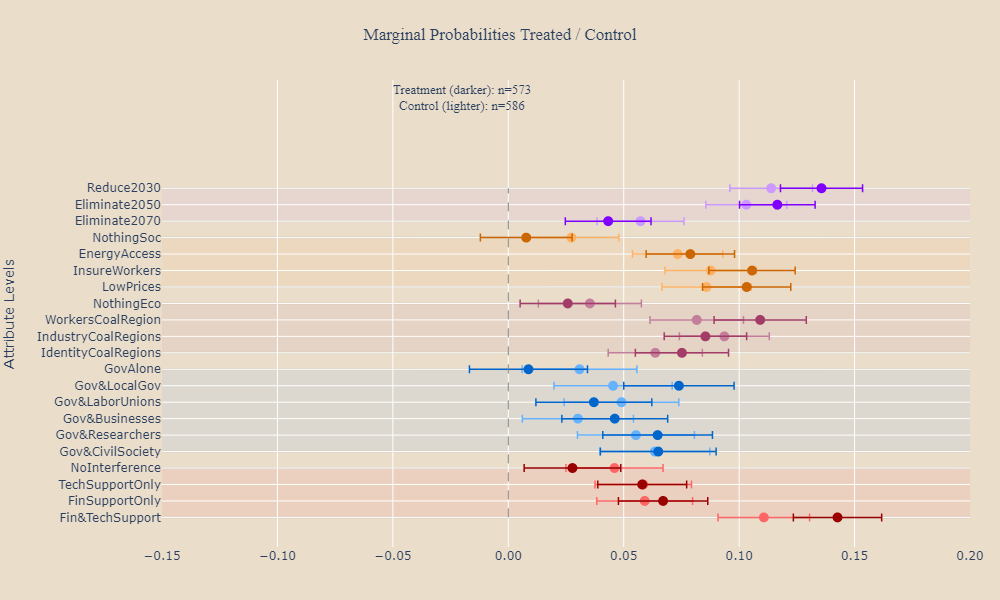 Marginal Probabilities Treated / Control
Treatment (darker): n=573
Control (lighter): n=586
Attribute Levels
Reduce2030
Eliminate2050
Eliminate2070
NothingSoc
EnergyAccess
InsureWorkers
LowPrices
NothingEco
WorkersCoalRegion
IndustryCoalRegions
IdentityCoalRegions
GovAlone
Gov&LocalGov
Gov&LaborUnions
Gov&Businesses
Gov&Researchers
Gov&CivilSociety
NoInterference
TechSupportOnly
FinSupportOnly
Fin&TechSupport
−0.15 −0.10 −0.05 0.00 0.05 0.10 0.15 0.20